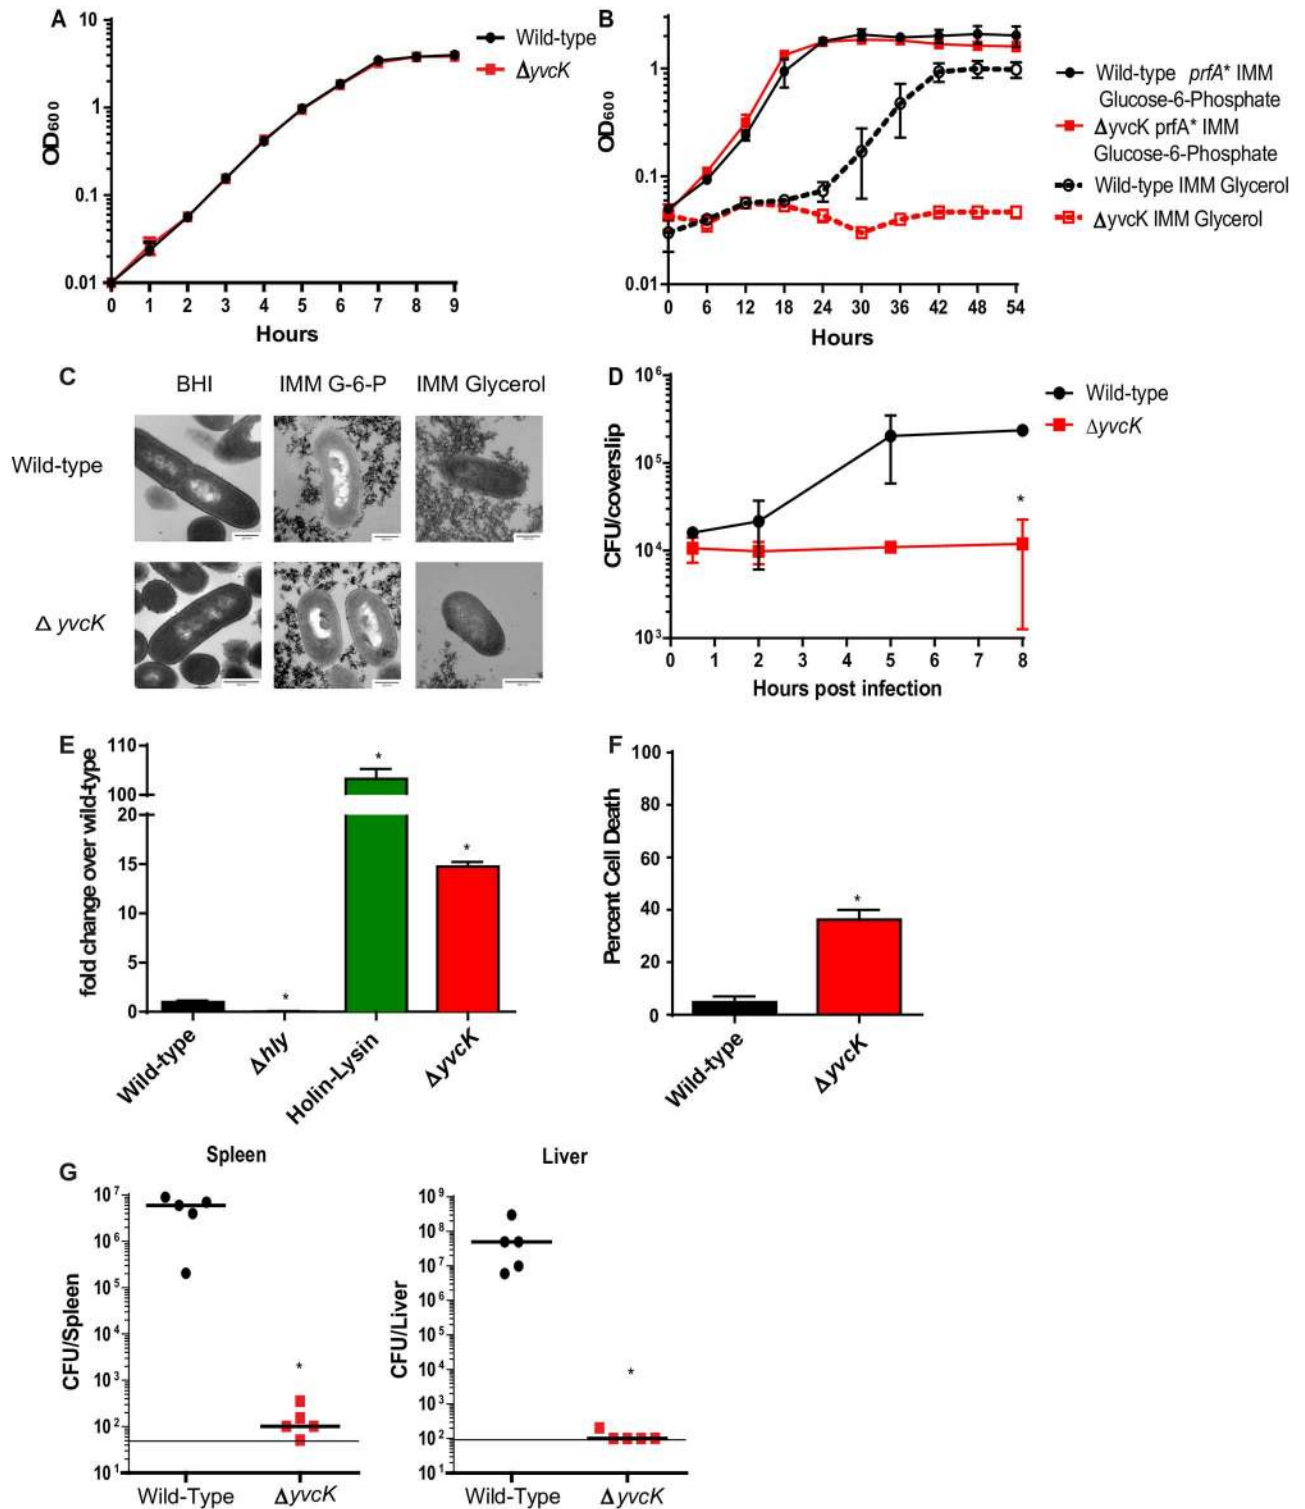 A
10
1
0.1
0.01
OD600
0 1 2 3 4 5 6 7 8 9
Hours
Wild-type
ΔyvcK
B
1
0.1
0.01
OD600
0 6 12 18 24 30 36 42 48 54
Hours
Wild-type prfA* IMM
Glucose-6-Phosphate
ΔyvcK prfA* IMM
Glucose-6-Phosphate
Wild-type IMM Glycerol
ΔyvcK IMM Glycerol
C
BHI IMM G-6-P IMM Glycerol
Wild-type
Δ yvcK
D
10^6
10^5
10^4
10^3
CFU/coverslip
0 1 2 3 4 5 6 7 8
Hours post infection
*
Wild-type
ΔyvcK
E
fold change over wild-type
110
100
20
15
10
5
0
*
*
*
Wild-type
Δhly
Holin-Lysin
ΔyvcK
F
Percent Cell Death
100
80
60
40
20
0
*
Wild-type
ΔyvcK
G
Spleen
CFU/Spleen
10^7
10^6
10^5
10^4
10^3
10^2
10^1
*
Wild-Type ΔyvcK
Liver
CFU/Liver
10^9
10^8
10^7
10^6
10^5
10^4
10^3
10^2
10^1
*
Wild-Type ΔyvcK